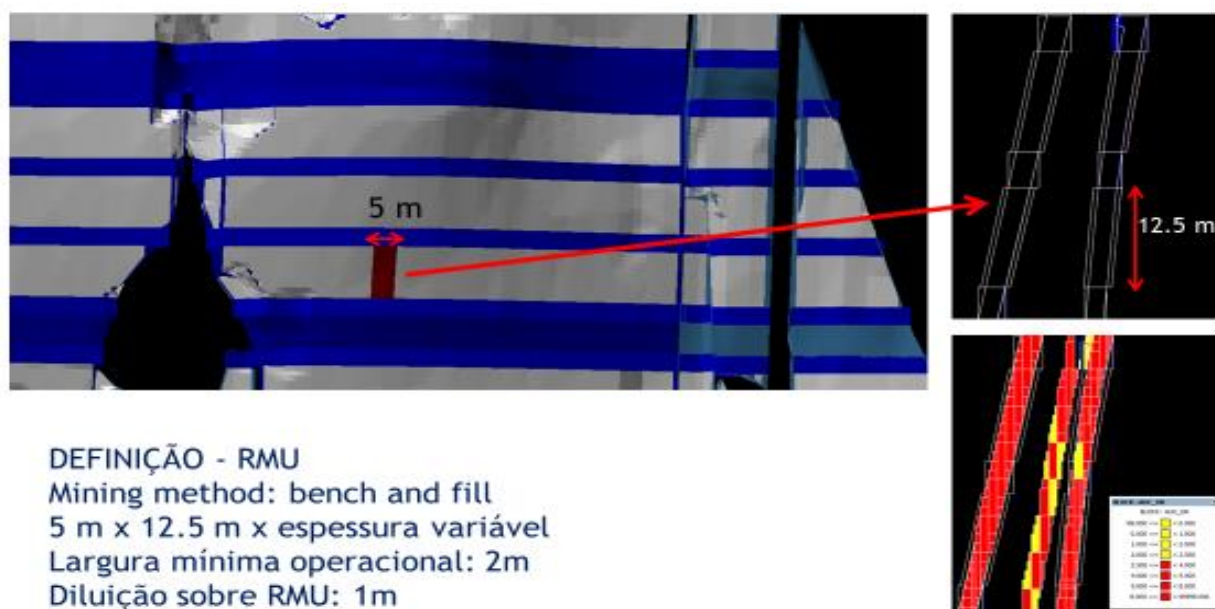 5 m
12.5 m
DEFINIÇÃO - RMU
Mining method: bench and fill
5 m x 12.5 m x espessura variável
Largura mínima operacional: 2m
Diluição sobre RMU: 1m